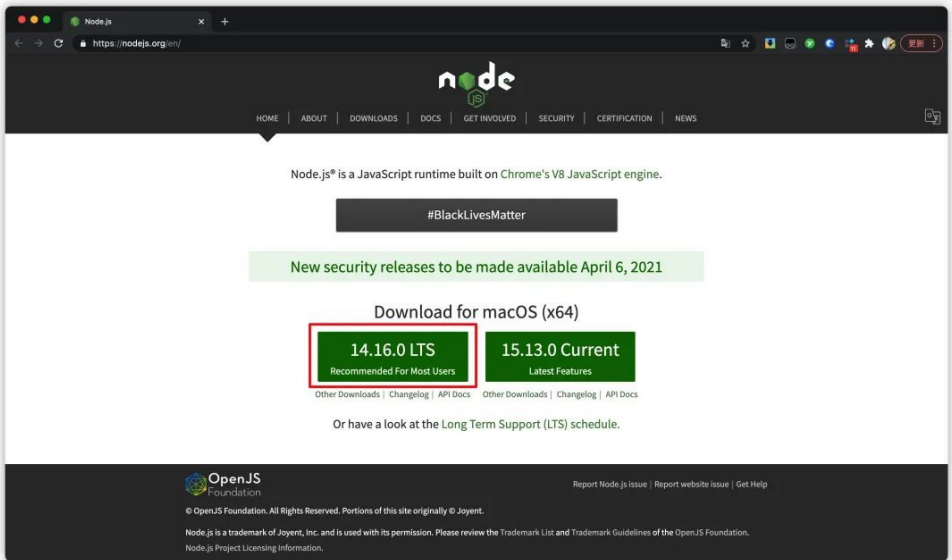 Node.js
https://nodejs.org/en/
更新
11
node
JS
HOME | ABOUT | DOWNLOADS | DOCS | GET INVOLVED | SECURITY | CERTIFICATION | NEWS
Node.js® is a JavaScript runtime built on Chrome's V8 JavaScript engine.
#BlackLivesMatter
New security releases to be made available April 6, 2021
Download for macOS (x64)
14.16.0 LTS
Recommended For Most Users
15.13.0 Current
Latest Features
Other Downloads | Changelog | API Docs
Other Downloads | Changelog | API Docs
Or have a look at the Long Term Support (LTS) schedule.
OpenJS
Foundation
Report Node.js issue | Report website issue | Get Help
© OpenJS Foundation. All Rights Reserved. Portions of this site originally © Joyent.
Node.js is a trademark of Joyent, Inc. and is used with its permission. Please review the Trademark List and Trademark Guidelines of the OpenJS Foundation.
Node.js Project Licensing Information.